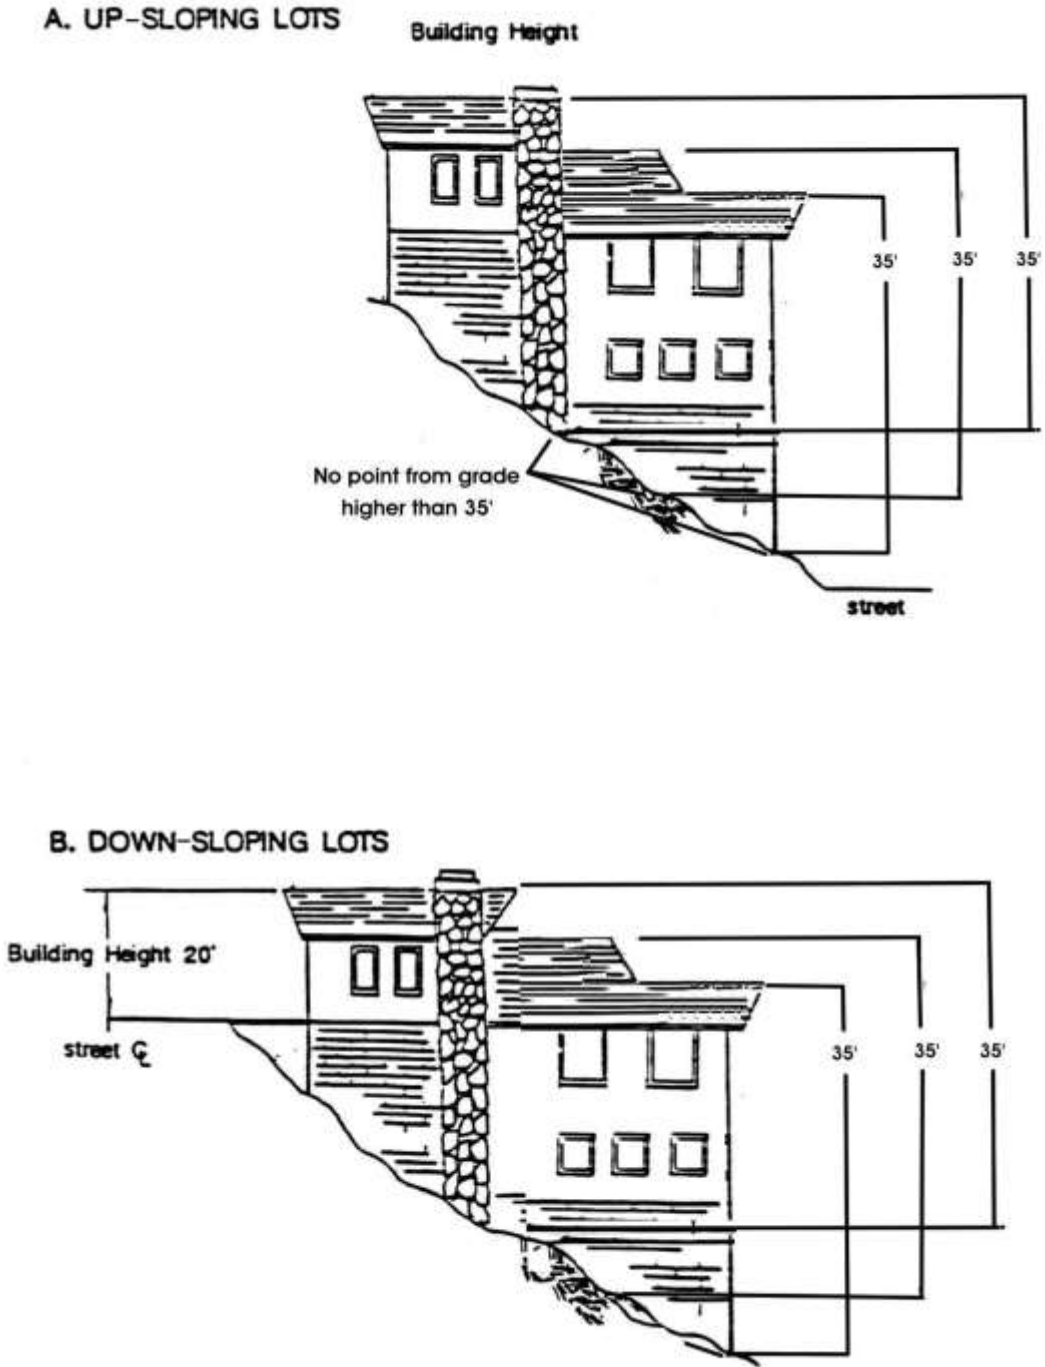 A. UP-SLOPING LOTS
Building Height
35' 35' 35'
No point from grade
higher than 35'
street
B. DOWN-SLOPING LOTS
Building Height 20'
street ℄
35' 35' 35'